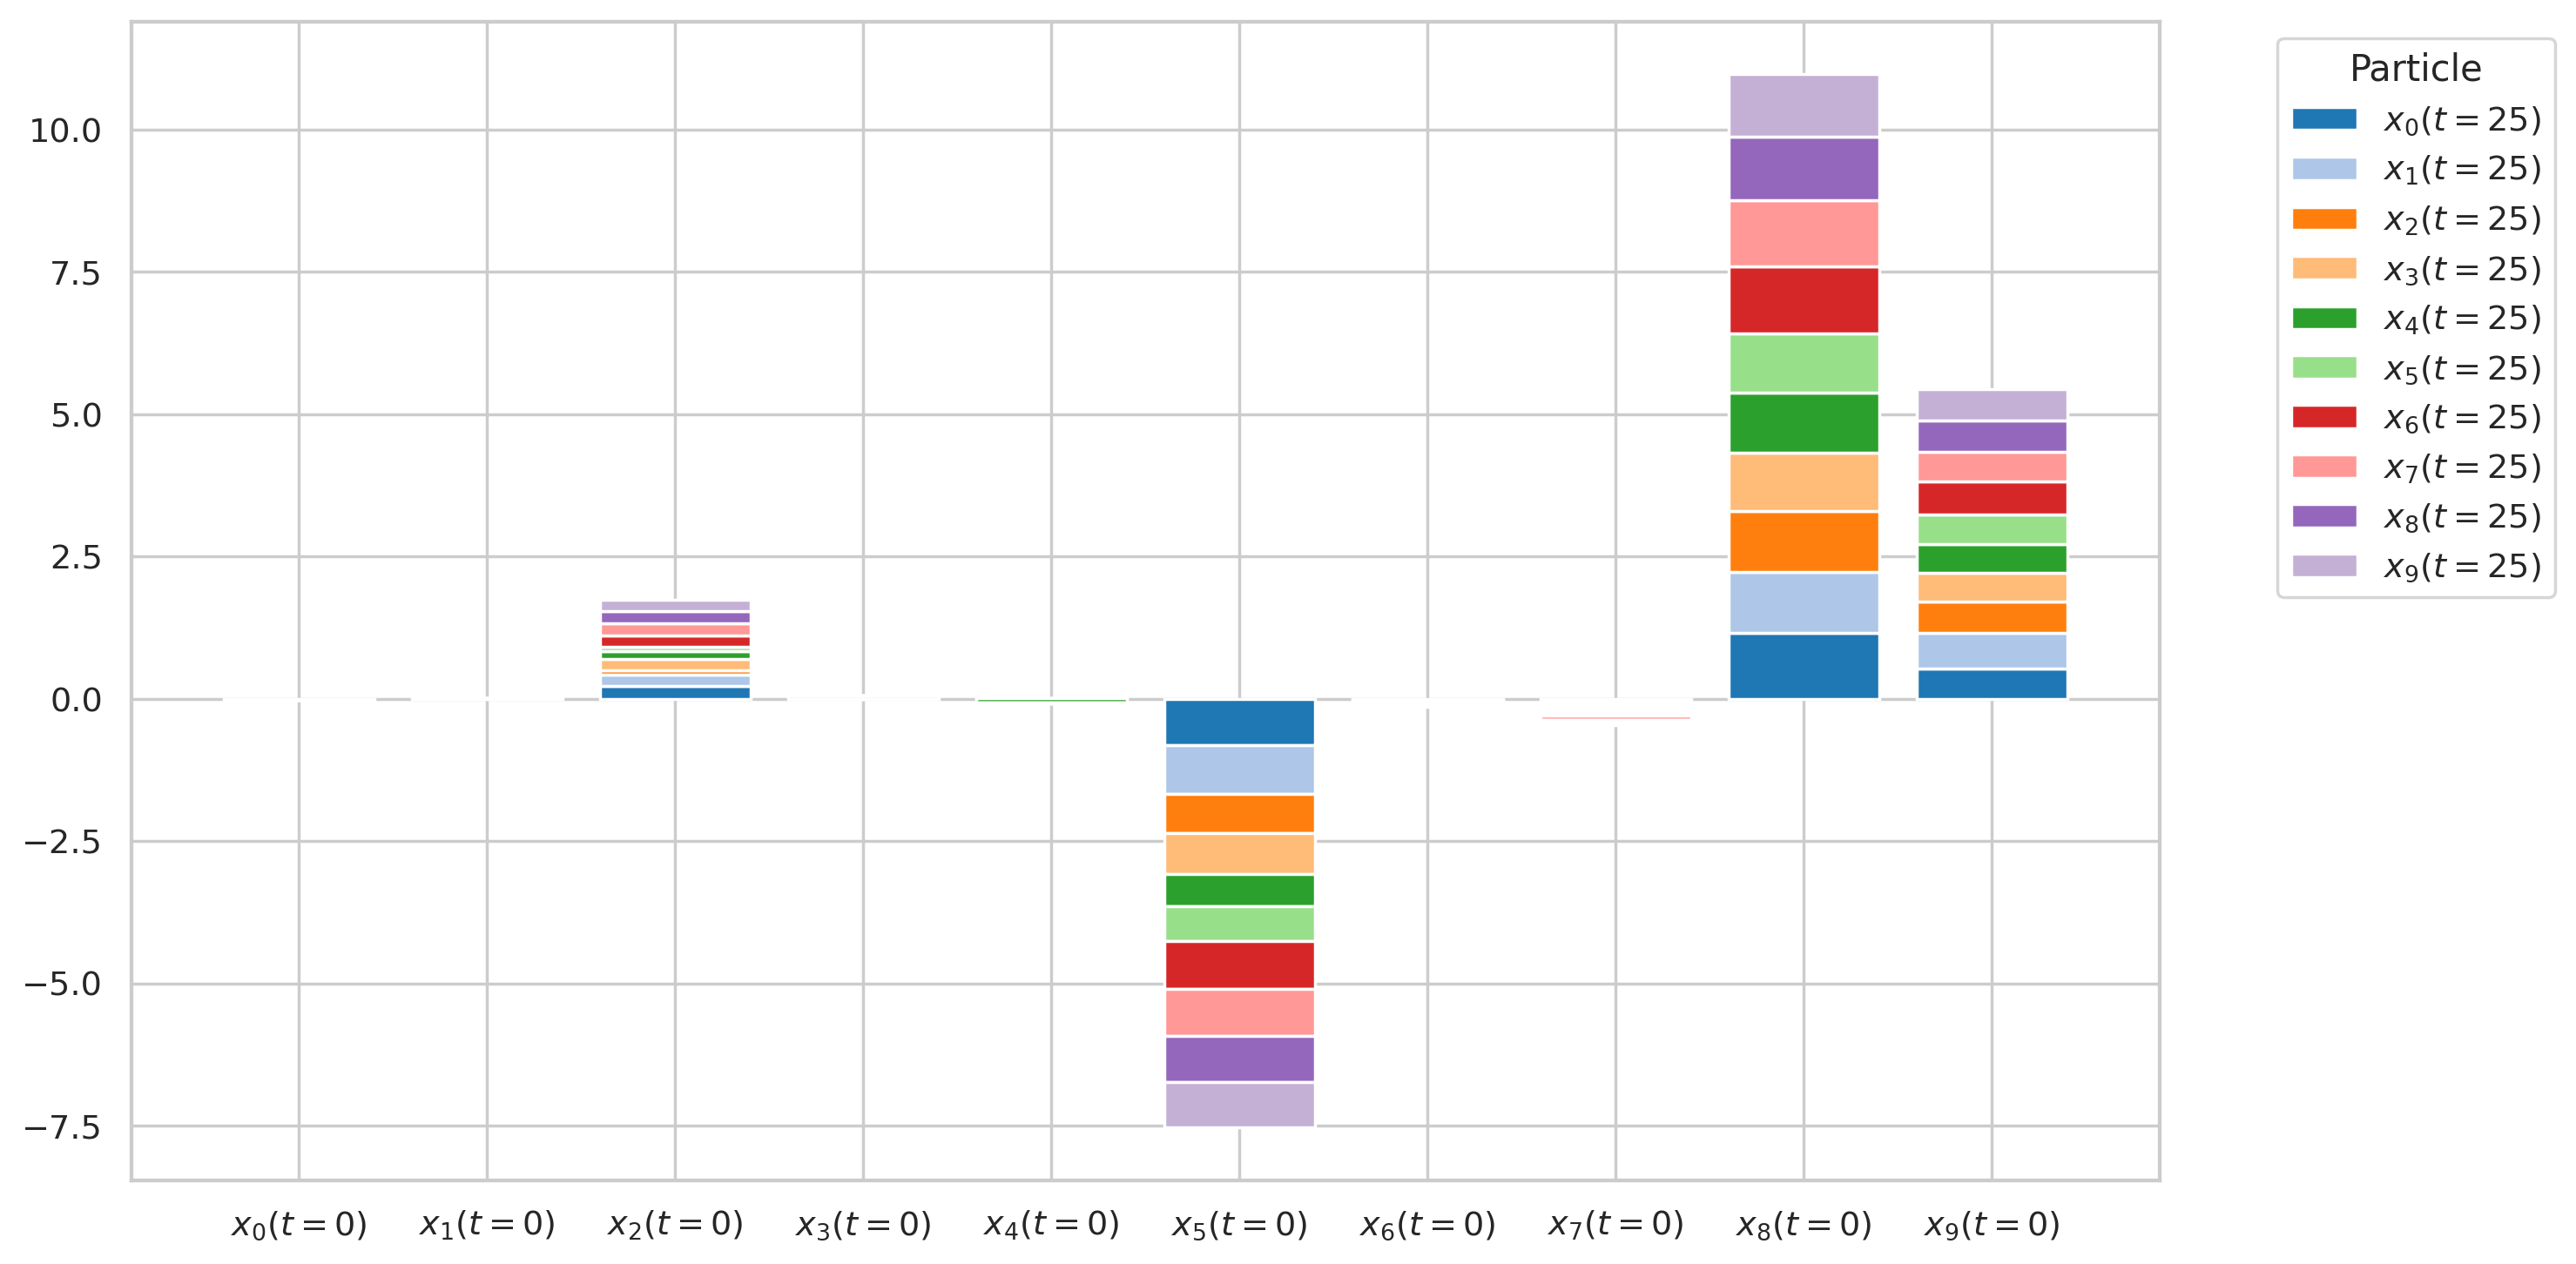 10.0
7.5
5.0
2.5
0.0
−2.5
−5.0
−7.5
x₀(t = 0) x₁(t = 0) x₂(t = 0) x₃(t = 0) x₄(t = 0) x₅(t = 0) x₆(t = 0) x₇(t = 0) x₈(t = 0) x₉(t = 0)
Particle
x₀(t = 25)
x₁(t = 25)
x₂(t = 25)
x₃(t = 25)
x₄(t = 25)
x₅(t = 25)
x₆(t = 25)
x₇(t = 25)
x₈(t = 25)
x₉(t = 25)